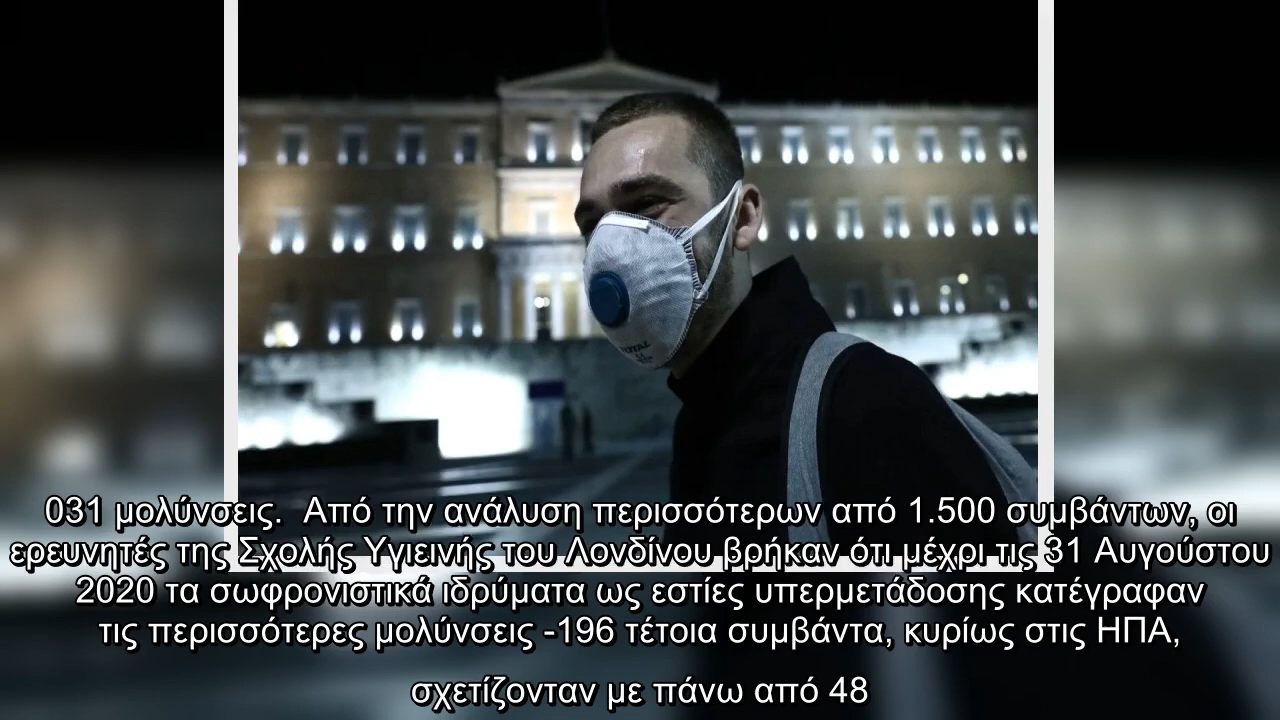 031 μολύνσεις. Από την ανάλυση περισσότερων από 1.500 συμβάντων, οι
ερευνητές της Σχολής Υγιεινής του Λονδίνου βρήκαν ότι μέχρι τις 31 Αυγούστου
2020 τα σωφρονιστικά ιδρύματα ως εστίες υπερμετάδοσης κατέγραφαν
τις περισσότερες μολύνσεις -196 τέτοια συμβάντα, κυρίως στις ΗΠΑ,
σχετίζονταν με πάνω από 48